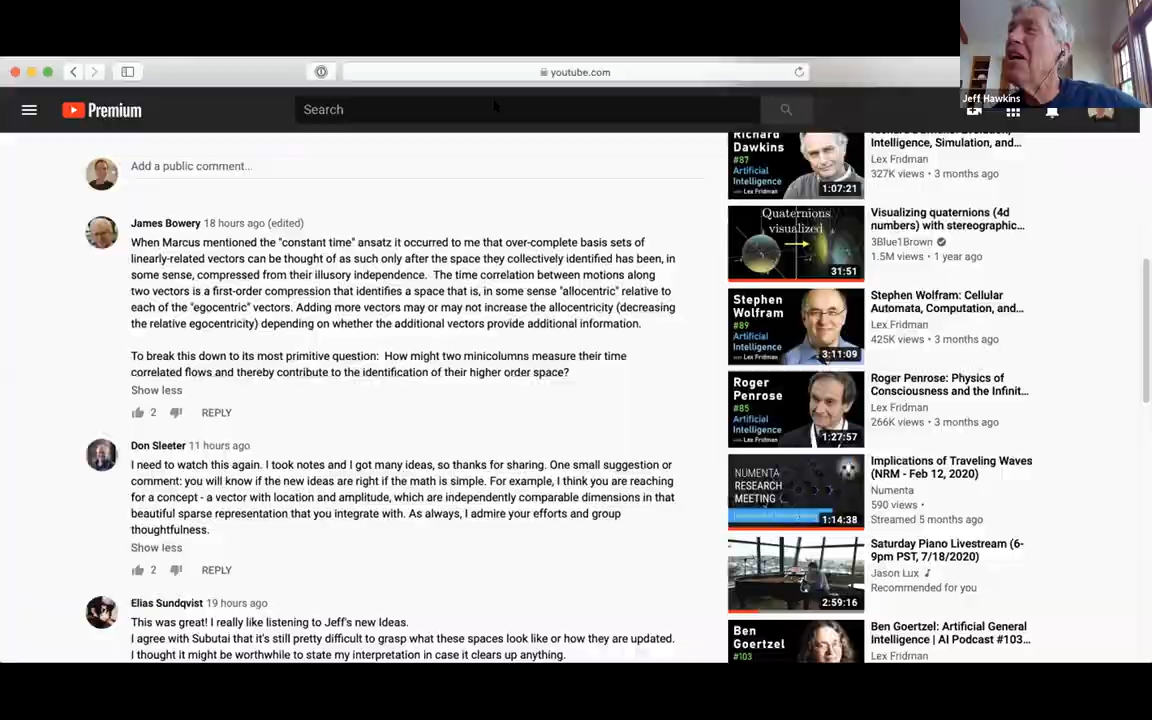 youtube.com
Jeff Hawkins
Premium
Search
Add a public comment...
James Bowery 18 hours ago (edited)
When Marcus mentioned the "constant time" ansatz it occurred to me that over-complete basis sets of
linearly-related vectors can be thought of as such only after the space they collectively identified has been, in
some sense, compressed from their illusory independence. The time correlation between motions along
two vectors is a first-order compression that identifies a space that is, in some sense "allocentric" relative to
each of the "egocentric" vectors. Adding more vectors may or may not increase the allocentricity (decreasing
the relative egocentricity) depending on whether the additional vectors provide additional information.
To break this down to its most primitive question: How might two minicolumns measure their time
correlated flows and thereby contribute to the identification of their higher order space?
Show less
2 REPLY
Don Sleeter 11 hours ago
I need to watch this again. I took notes and I got many ideas, so thanks for sharing. One small suggestion or
comment: you will know if the new ideas are right if the math is simple. For example, I think you are reaching
for a concept - a vector with location and amplitude, which are independently comparable dimensions in that
beautiful sparse representation that you integrate with. As always, I admire your efforts and group
thoughtfulness.
Show less
2 REPLY
Elias Sundqvist 19 hours ago
This was great! I really like listening to Jeff's new Ideas.
I agree with Subutai that it's still pretty difficult to grasp what these spaces look like or how they are updated.
I thought it might be worthwhile to state my interpretation in case it clears up anything.
Richard
Dawkins
#87
Artificial
Intelligence
with Lex Fridman
1:07:21
Intelligence, Simulation, and...
Lex Fridman
327K views • 3 months ago
Quaternions
visualized
31:51
Visualizing quaternions (4d
numbers) with stereographic...
3Blue1Brown
1.5M views • 1 year ago
Stephen
Wolfram
#89
Artificial
Intelligence
with Lex Fridman
3:11:09
Stephen Wolfram: Cellular
Automata, Computation, and...
Lex Fridman
425K views • 3 months ago
Roger
Penrose
#85
Artificial
Intelligence
with Lex Fridman
1:27:57
Roger Penrose: Physics of
Consciousness and the Infinit...
Lex Fridman
266K views • 3 months ago
NUMENTA
RESEARCH
MEETING
1:14:38
Implications of Traveling Waves
(NRM - Feb 12, 2020)
Numenta
590 views •
Streamed 5 months ago
2:59:16
Saturday Piano Livestream (6-
9pm PST, 7/18/2020)
Jason Lux
Recommended for you
Ben
Goertzel
#103
Ben Goertzel: Artificial General
Intelligence | AI Podcast #103...
Lex Fridman